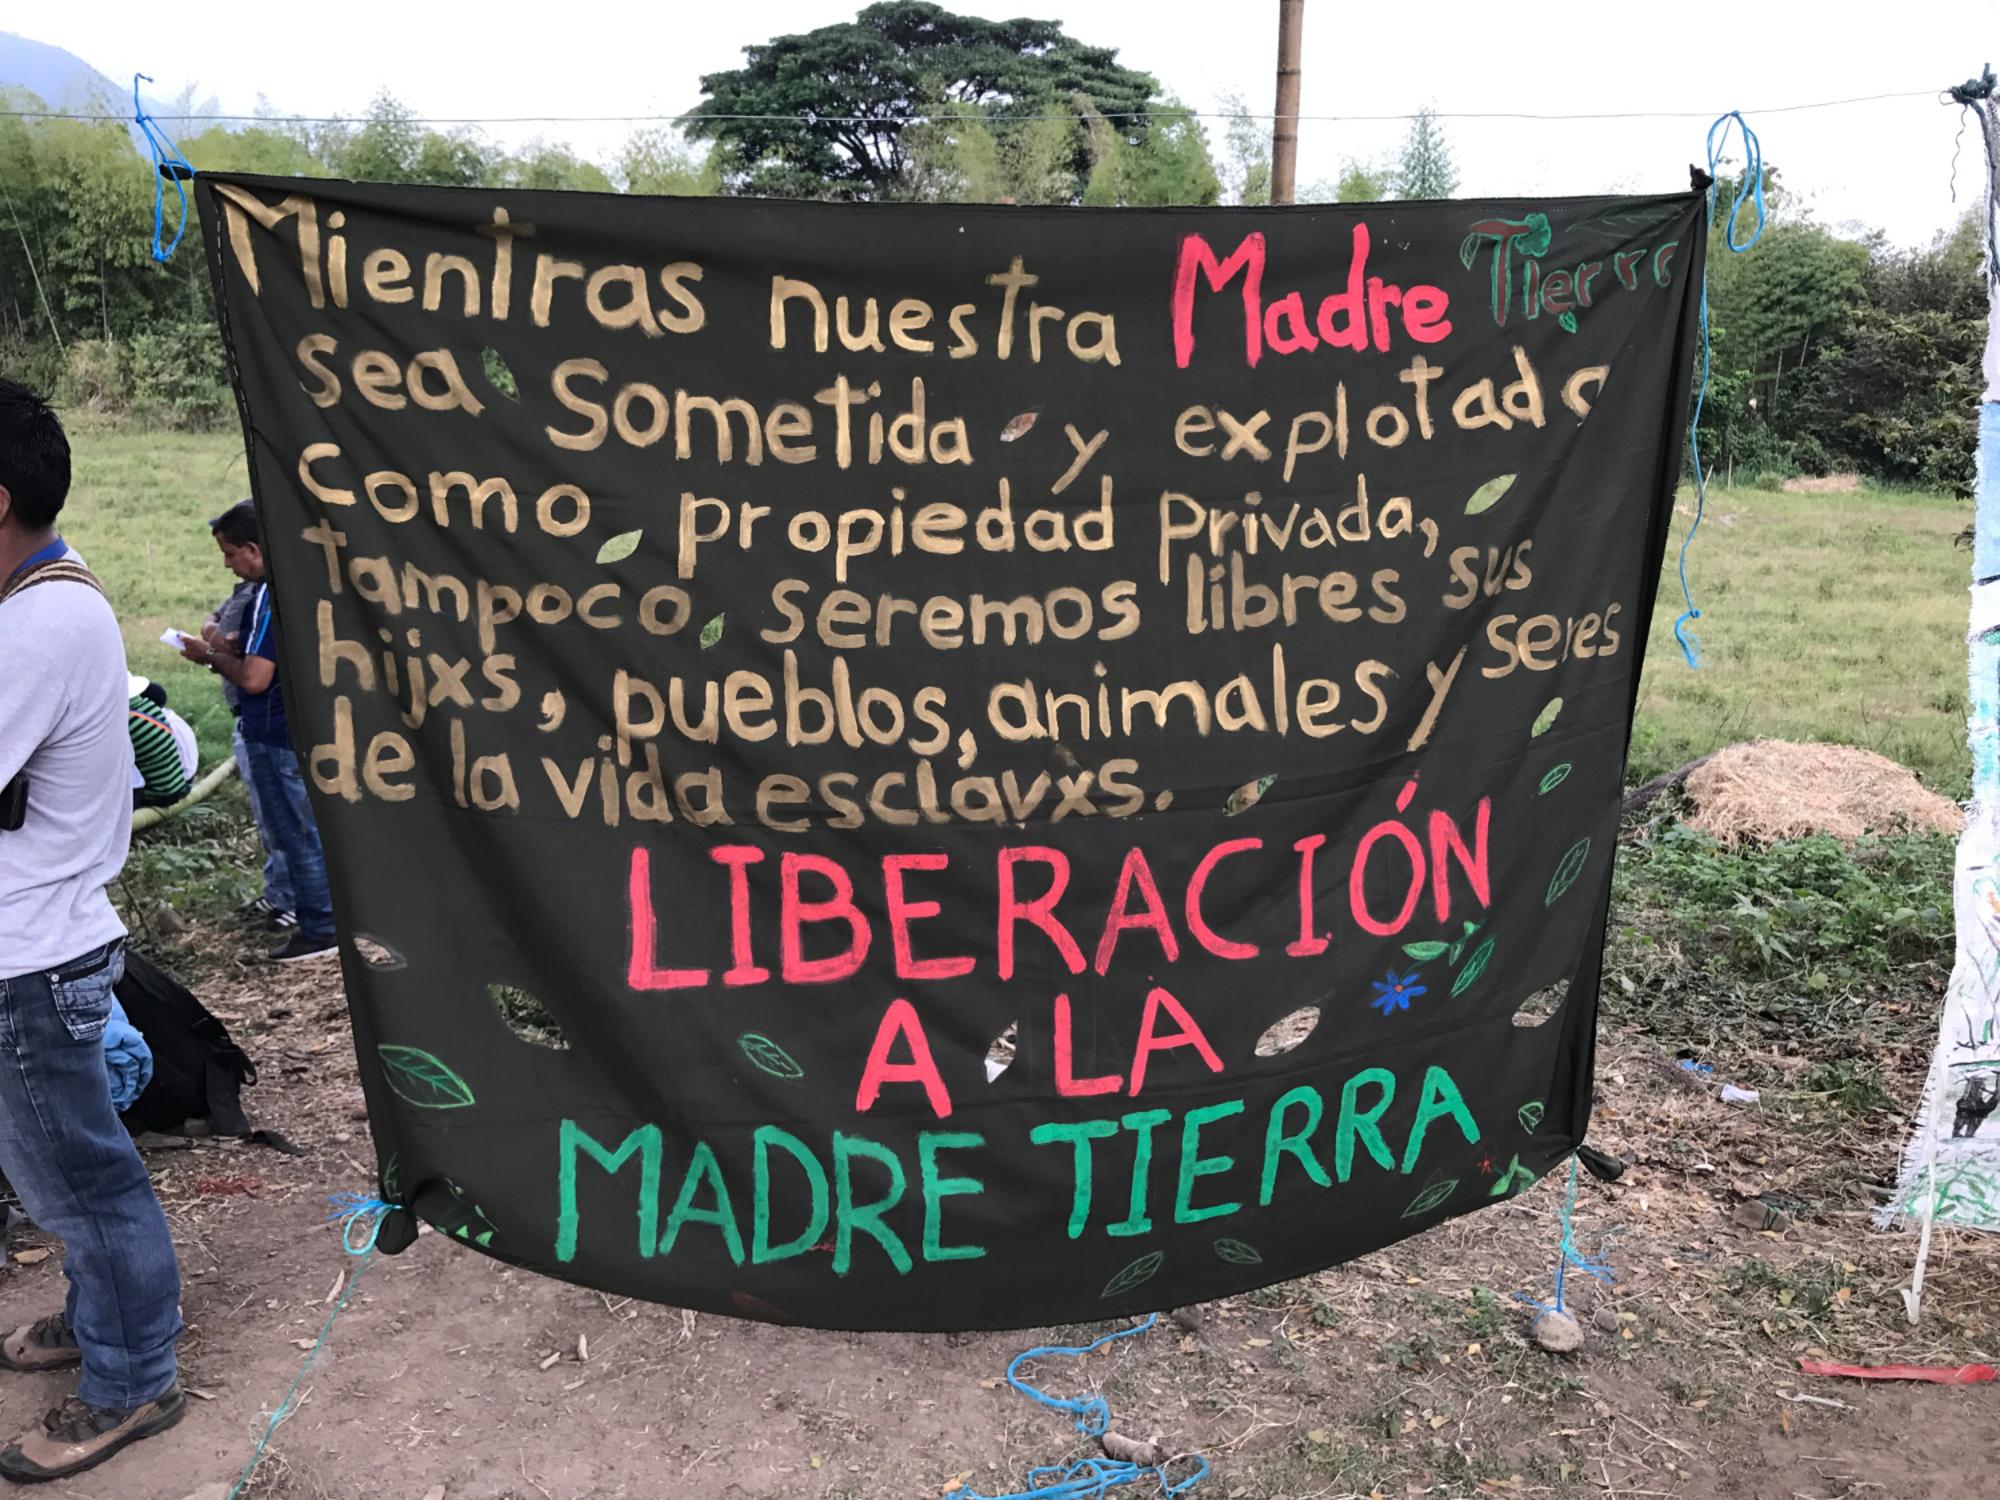 Mientras nuestra Madre Tierra
sea Sometida y explotada
como propiedad privada,
tampoco seremos libres sus
hijxs, pueblos, animales y seres
de la vida esclavxs.
LIBERACIÓN
A LA
MADRE TIERRA